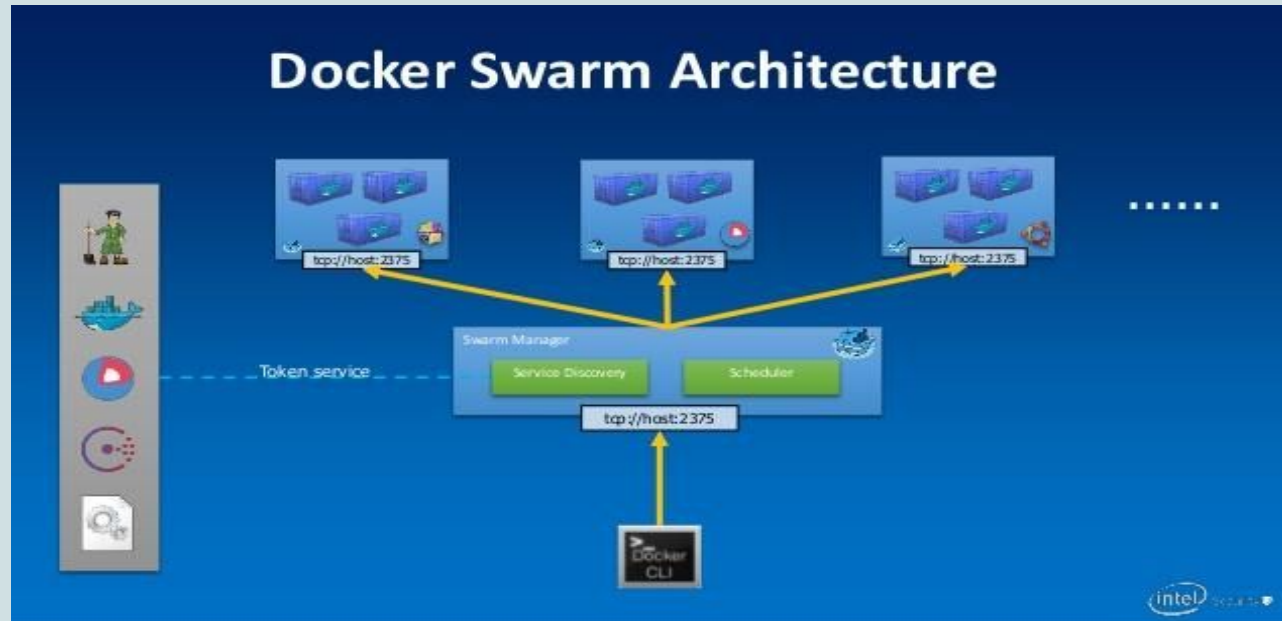 Docker Swarm Architecture
......
tcp://host:2375
tcp://host:2375
tcp://host:2375
Swarm Manager
Token service
Service Discovery
Scheduler
tcp://host:2375
>_
Docker
CLI
intel